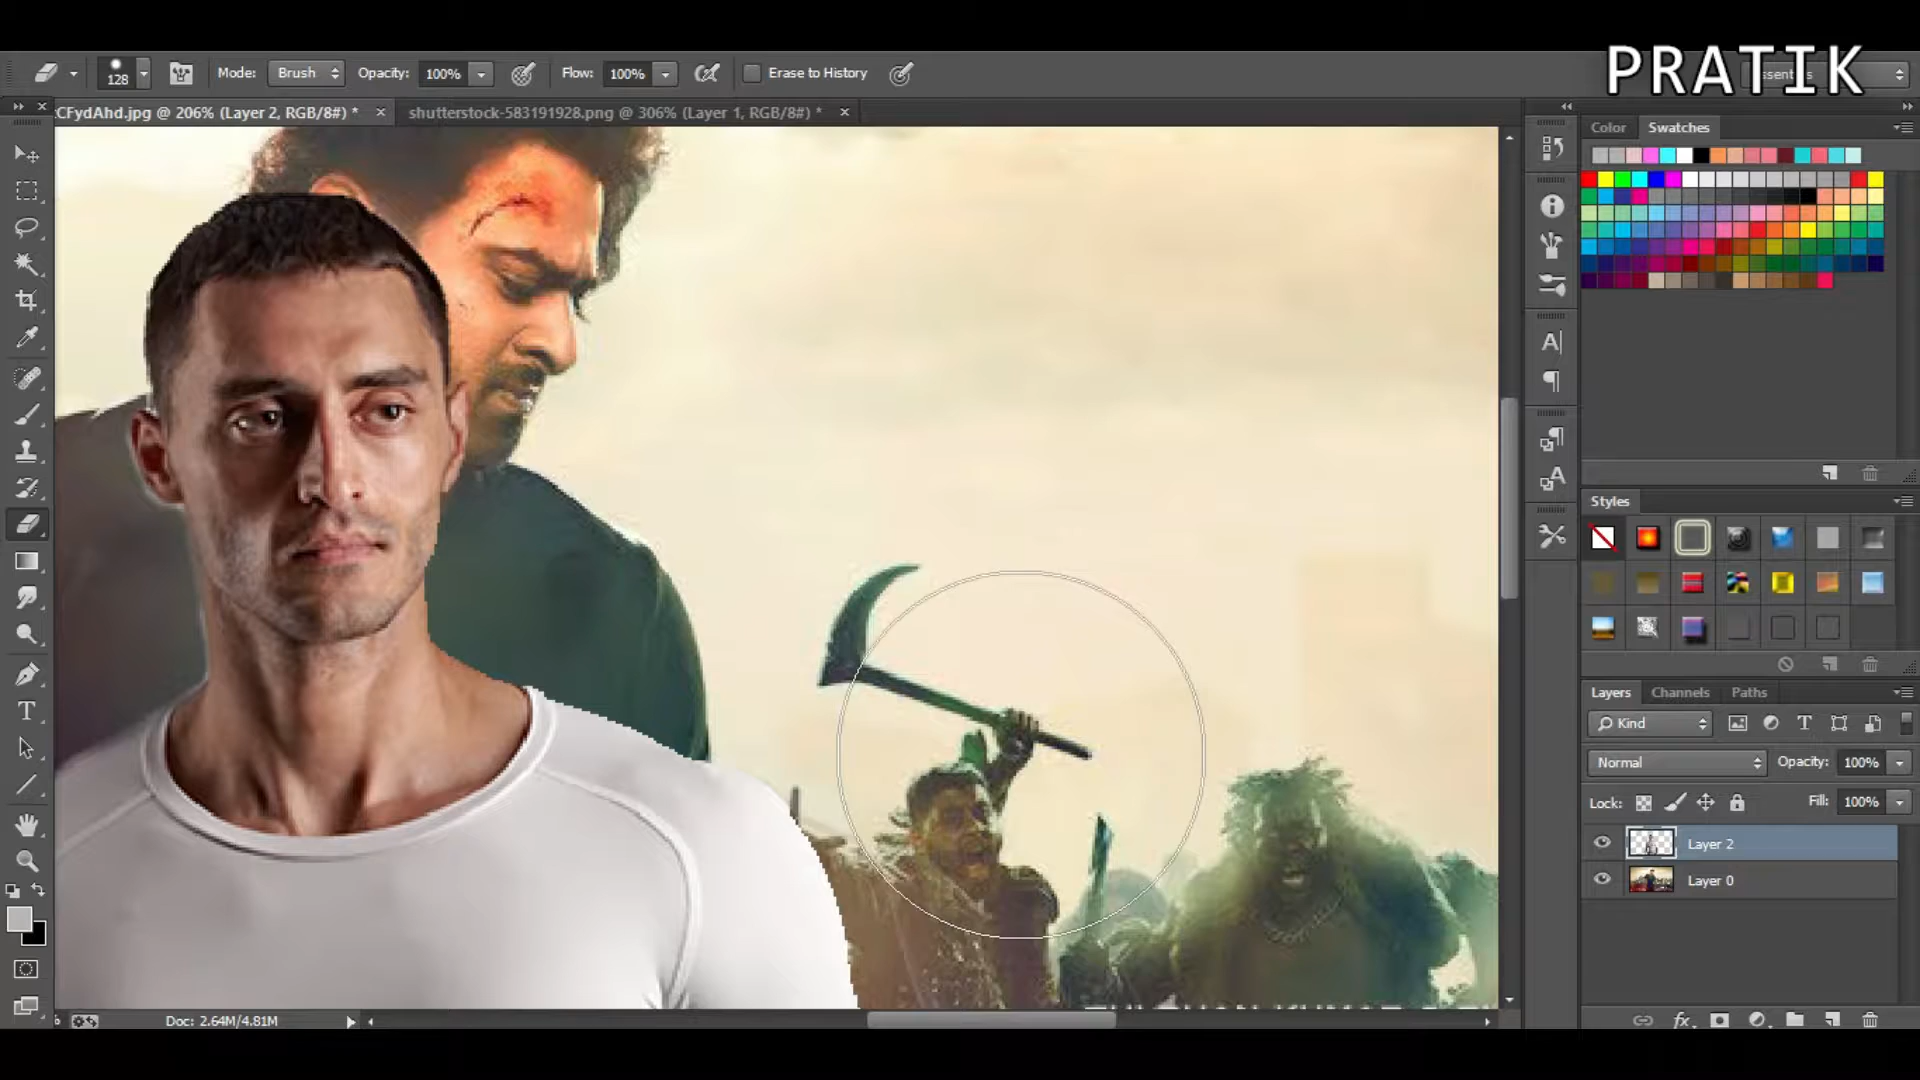 PRATIK
128
Mode:
Brush
Opacity:
100%
Flow:
100%
Erase to History
CFydAhd.jpg @ 206% (Layer 2, RGB/8#) *
shutterstock-583191928.png @ 306% (Layer 1, RGB/8#) *
Color
Swatches
Styles
Layers
Channels
Paths
Kind
Normal
Opacity:
100%
Lock:
Fill:
100%
Layer 2
Layer 0
Doc: 2.64M/4.81M